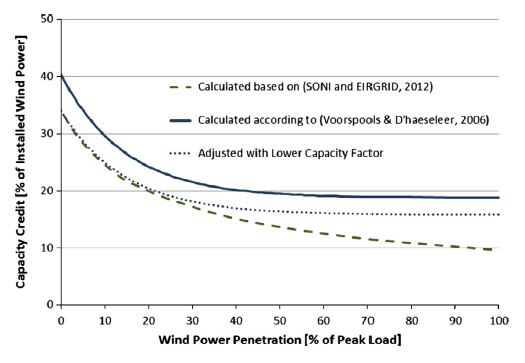 50
40
30
20
10
0
Capacity Credit [% of Installed Wind Power]
Calculated based on (SONI and EIRGRID, 2012)
Calculated according to (Voorspools & D'haeseleer, 2006)
Adjusted with Lower Capacity Factor
0 10 20 30 40 50 60 70 80 90 100
Wind Power Penetration [% of Peak Load]